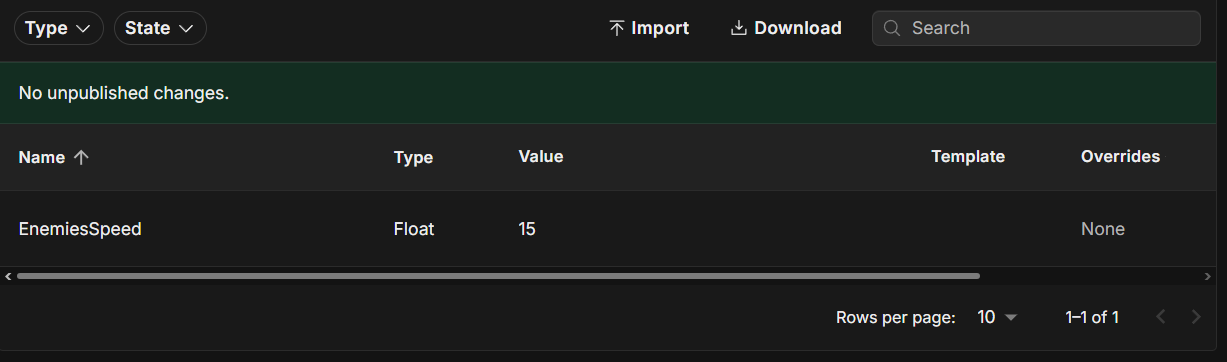 Type State Import Download Search
No unpublished changes.
Name Type Value Template Overrides
EnemiesSpeed Float 15 None
Rows per page: 10 1–1 of 1